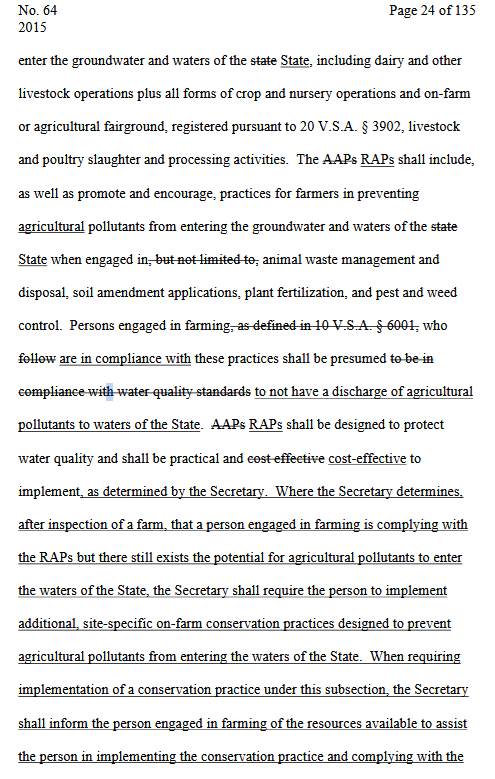 No. 64 Page 24 of 135
2015
enter the groundwater and waters of the state State, including dairy and other
livestock operations plus all forms of crop and nursery operations and on-farm
or agricultural fairground, registered pursuant to 20 V.S.A. § 3902, livestock
and poultry slaughter and processing activities. The AAPs RAPs shall include,
as well as promote and encourage, practices for farmers in preventing
agricultural pollutants from entering the groundwater and waters of the state
State when engaged in, but not limited to, animal waste management and
disposal, soil amendment applications, plant fertilization, and pest and weed
control. Persons engaged in farming, as defined in 10 V.S.A. § 6001, who
follow are in compliance with these practices shall be presumed to be in
compliance with water quality standards to not have a discharge of agricultural
pollutants to waters of the State. AAPs RAPs shall be designed to protect
water quality and shall be practical and cost effective cost-effective to
implement, as determined by the Secretary. Where the Secretary determines,
after inspection of a farm, that a person engaged in farming is complying with
the RAPs but there still exists the potential for agricultural pollutants to enter
the waters of the State, the Secretary shall require the person to implement
additional, site-specific on-farm conservation practices designed to prevent
agricultural pollutants from entering the waters of the State. When requiring
implementation of a conservation practice under this subsection, the Secretary
shall inform the person engaged in farming of the resources available to assist
the person in implementing the conservation practice and complying with the